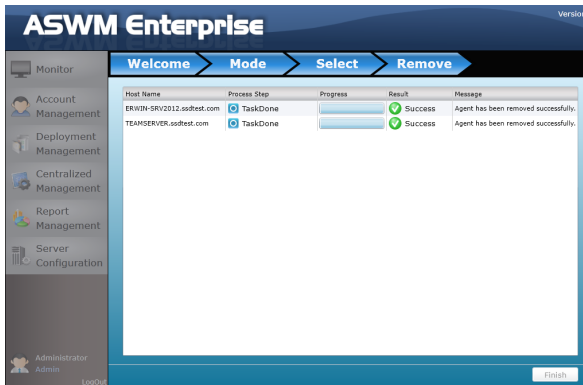 Version
ASWM Enterprise
Welcome Mode Select Remove
Monitor
Account
Management
Deployment
Management
Centralized
Management
Report
Management
Server
Configuration
Host Name Process Step Progress Result Message
ERWIN-SRV2012.ssdtest.com TaskDone Success Agent has been removed successfully.
TEAMSERVER.ssdtest.com TaskDone Success Agent has been removed successfully.
Administrator
Admin
LogOut
Finish